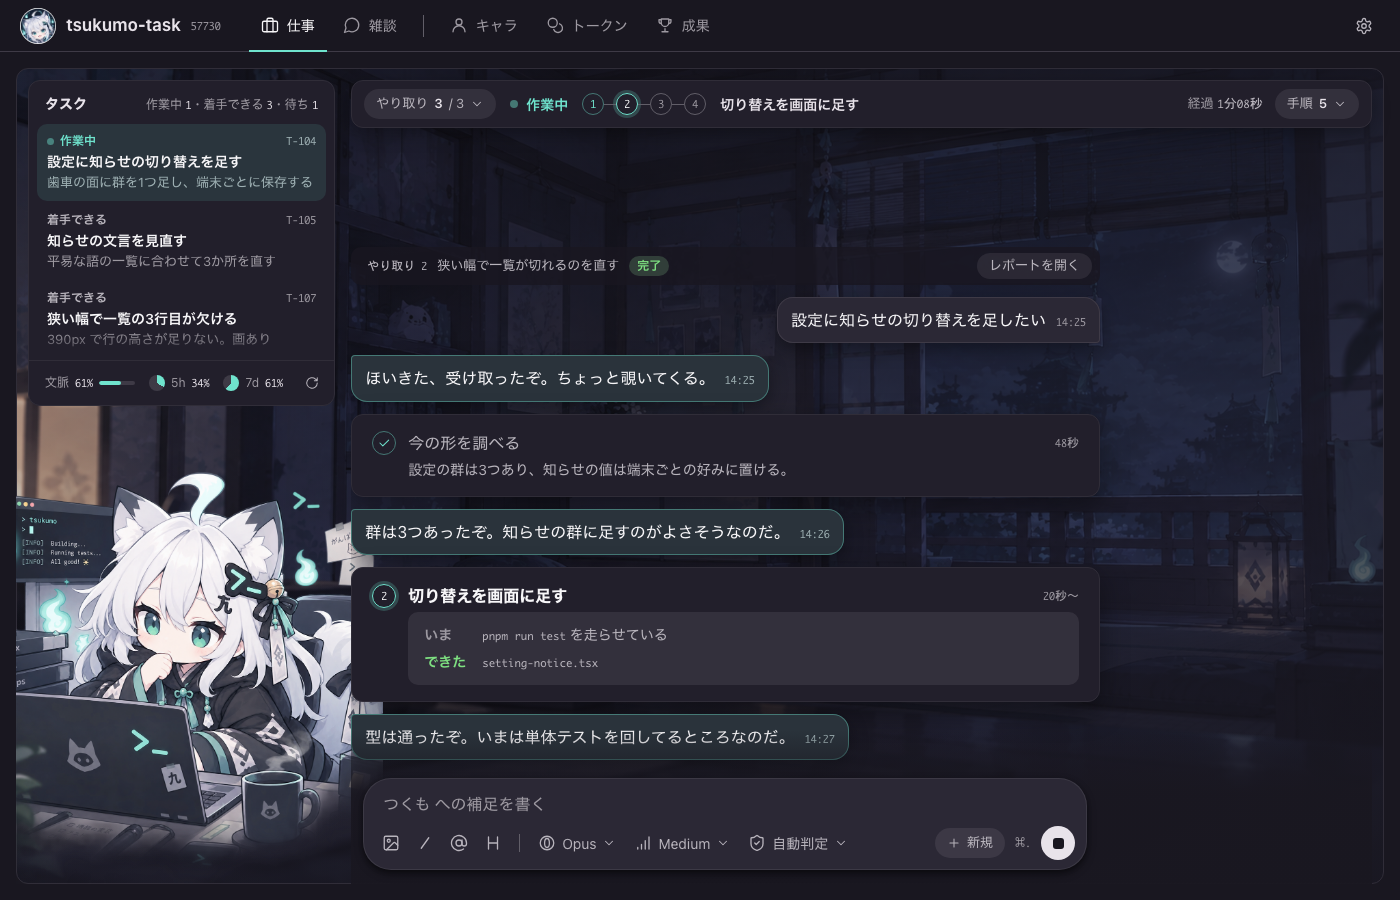 tsukumo-task 57730 仕事 雑談 キャラ トークン 成果
タスク 作業中 1・着手できる 3・待ち 1
作業中 T-104
設定に知らせの切り替えを足す
歯車の面に群を1つ足し、端末ごとに保存する
着手できる T-105
知らせの文言を見直す
平易な語の一覧に合わせて3か所を直す
着手できる T-107
狭い幅で一覧の3行目が欠ける
390px で行の高さが足りない。画あり
文脈 61% 5h 34% 7d 61%
> tsukumo
>
[INFO] Building...
[INFO] Running tests...
[INFO] All good!
>_
>_
九
>_
九
やり取り 3 / 3 作業中 1 2 3 4 切り替えを画面に足す 経過 1分08秒 手順 5
やり取り 2 狭い幅で一覧が切れるのを直す 完了 レポートを開く
設定に知らせの切り替えを足したい 14:25
ほいきた、受け取ったぞ。ちょっと覗いてくる。 14:25
今の形を調べる 48秒
設定の群は3つあり、知らせの値は端末ごとの好みに置ける。
群は3つあったぞ。知らせの群に足すのがよさそうなのだ。 14:26
2 切り替えを画面に足す 20秒〜
いま pnpm run test を走らせている
できた setting-notice.tsx
型は通ったぞ。いまは単体テストを回してるところなのだ。 14:27
つくも への補足を書く
/ @ H Opus Medium 自動判定 + 新規 ⌘.